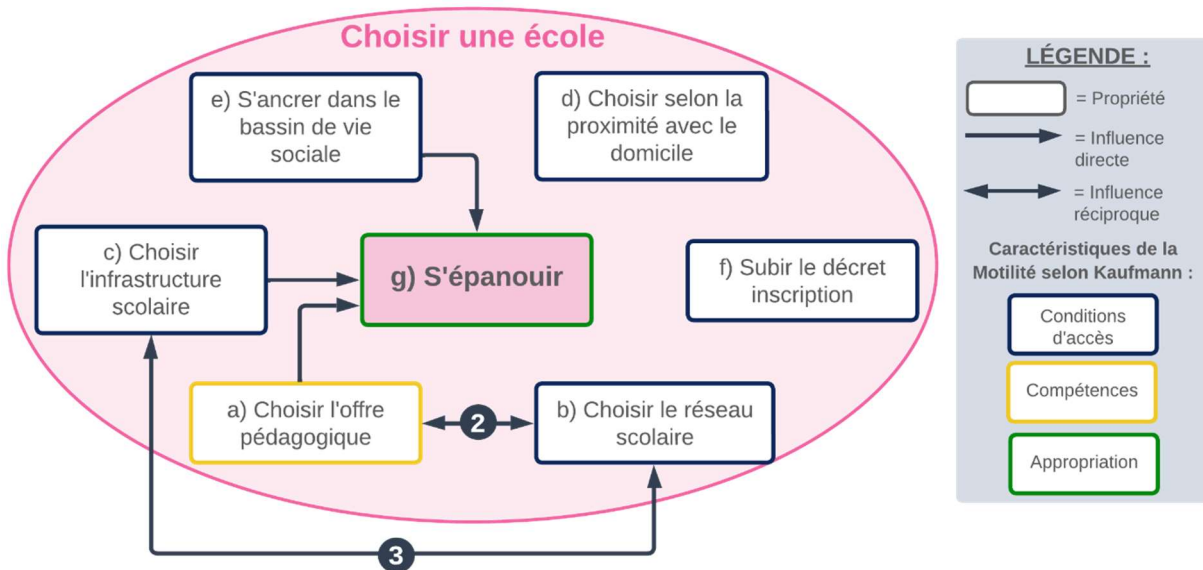 Choisir une école
e) S'ancrer dans le
bassin de vie
sociale
d) Choisir selon la
proximité avec le
domicile
c) Choisir
l'infrastructure
scolaire
g) S'épanouir
f) Subir le décret
inscription
a) Choisir l'offre
pédagogique
2
b) Choisir le réseau
scolaire
3
LÉGENDE :
= Propriété
= Influence
directe
= Influence
réciproque
Caractéristiques de la
Motilité selon Kaufmann :
Conditions
d'accès
Compétences
Appropriation